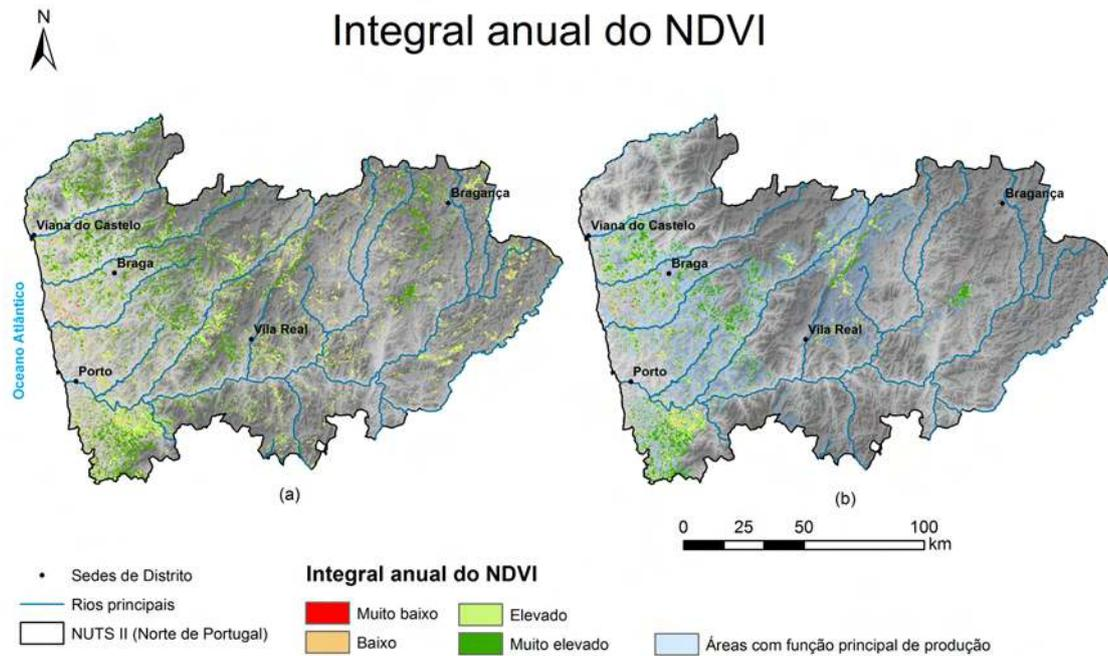 Integral anual do NDVI
N
Viana do Castelo
Braga
Bragança
Vila Real
Porto
Oceano Atlântico
(a)
Viana do Castelo
Braga
Bragança
Vila Real
Porto
(b)
0 25 50 100
km
Sedes de Distrito
Rios principais
NUTS II (Norte de Portugal)
Integral anual do NDVI
Muito baixo
Baixo
Elevado
Muito elevado
Áreas com função principal de produção